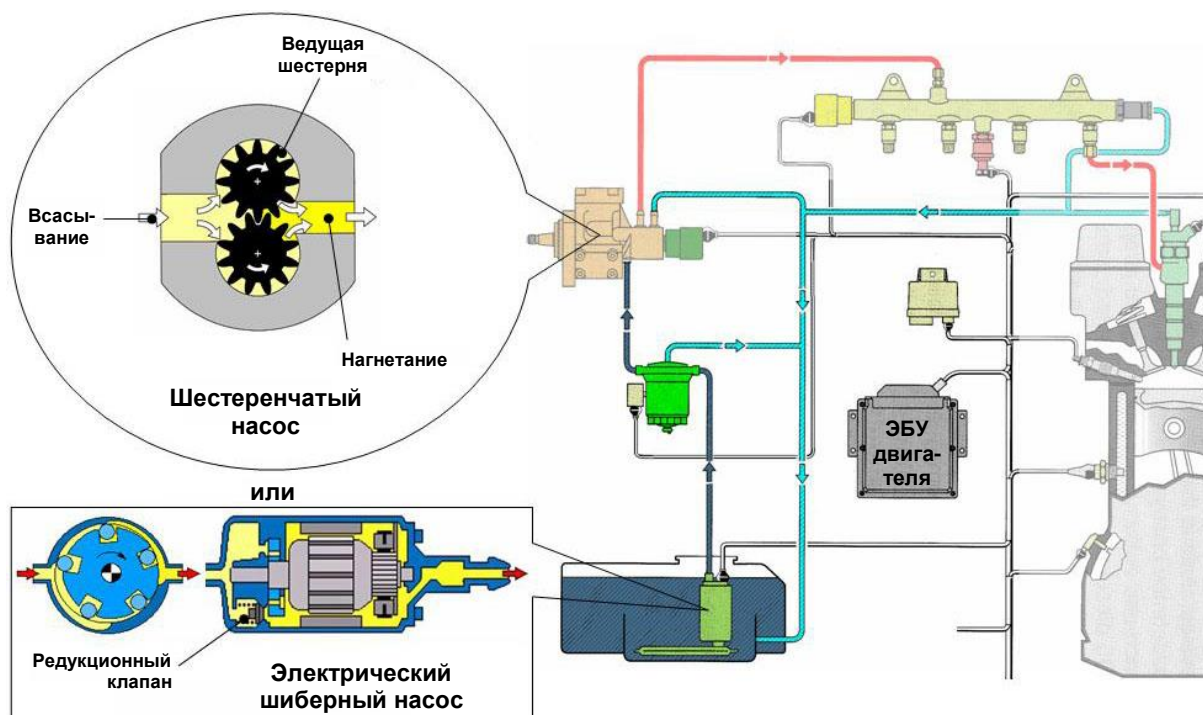 Ведущая
шестерня
Всасы-
вание
Нагнетание
Шестеренчатый
насос
или
Редукционный
клапан
Электрический
шиберный насос
ЭБУ
двига-
теля